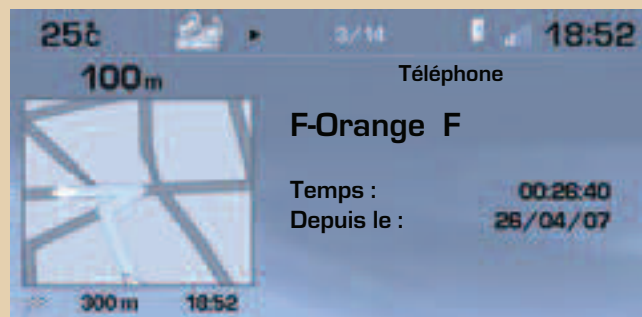 25°c 3/14 18:52
100m
Téléphone
F-Orange F
Temps : 00:26:40
Depuis le : 26/04/07
300 m 18:52